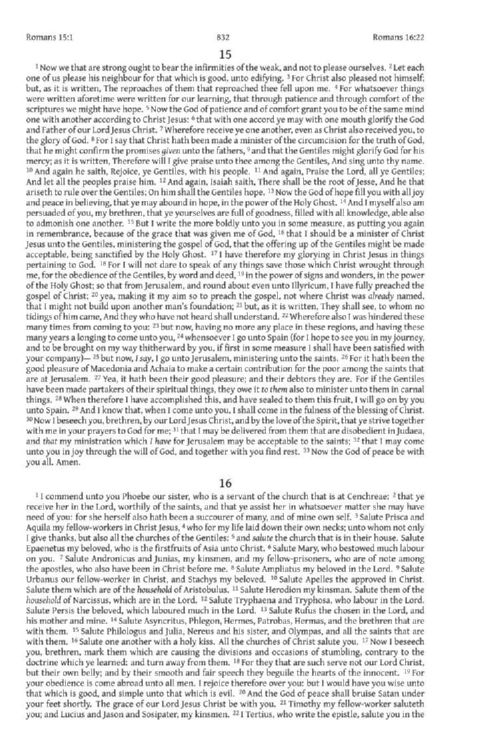 Romans 15:1 832 Romans 16:22
15
1 Now we that are strong ought to bear the infirmities of the weak, and not to please ourselves. 2 Let each
one of us please his neighbour for that which is good, unto edifying. 3 For Christ also pleased not himself;
but, as it is written, The reproaches of them that reproached thee fell upon me. 4 For whatsoever things
were written aforetime were written for our learning, that through patience and through comfort of the
scriptures we might have hope. 5 Now the God of patience and of comfort grant you to be of the same mind
one with another according to Christ Jesus: 6 that with one accord ye may with one mouth glorify the God
and Father of our Lord Jesus Christ. 7 Wherefore receive ye one another, even as Christ also received you, to
the glory of God. 8 For I say that Christ hath been made a minister of the circumcision for the truth of God,
that he might confirm the promises given unto the fathers, 9 and that the Gentiles might glorify God for his
mercy; as it is written, Therefore will I give praise unto thee among the Gentiles, And sing unto thy name.
10 And again he saith, Rejoice, ye Gentiles, with his people. 11 And again, Praise the Lord, all ye Gentiles;
And let all the peoples praise him. 12 And again, Isaiah saith, There shall be the root of Jesse, And he that
ariseth to rule over the Gentiles; On him shall the Gentiles hope. 13 Now the God of hope fill you with all joy
and peace in believing, that ye may abound in hope, in the power of the Holy Ghost. 14 And I myself also am
persuaded of you, my brethren, that ye yourselves are full of goodness, filled with all knowledge, able also
to admonish one another. 15 But I write the more boldly unto you in some measure, as putting you again
in remembrance, because of the grace that was given me of God, 16 that I should be a minister of Christ
Jesus unto the Gentiles, ministering the gospel of God, that the offering up of the Gentiles might be made
acceptable, being sanctified by the Holy Ghost. 17 I have therefore my glorying in Christ Jesus in things
pertaining to God. 18 For I will not dare to speak of any things save those which Christ wrought through
me, for the obedience of the Gentiles, by word and deed, 19 in the power of signs and wonders, in the power
of the Holy Ghost; so that from Jerusalem, and round about even unto Illyricum, I have fully preached the
gospel of Christ; 20 yea, making it my aim so to preach the gospel, not where Christ was already named,
that I might not build upon another man's foundation; 21 but, as it is written, They shall see, to whom no
tidings of him came, And they who have not heard shall understand. 22 Wherefore also I was hindered these
many times from coming to you: 23 but now, having no more any place in these regions, and having these
many years a longing to come unto you, 24 whensoever I go unto Spain (for I hope to see you in my journey,
and to be brought on my way thitherward by you, if first in some measure I shall have been satisfied with
your company)— 25 but now, I say, I go unto Jerusalem, ministering unto the saints. 26 For it hath been the
good pleasure of Macedonia and Achaia to make a certain contribution for the poor among the saints that
are at Jerusalem. 27 Yea, it hath been their good pleasure; and their debtors they are. For if the Gentiles
have been made partakers of their spiritual things, they owe it to them also to minister unto them in carnal
things. 28 When therefore I have accomplished this, and have sealed to them this fruit, I will go on by you
unto Spain. 29 And I know that, when I come unto you, I shall come in the fulness of the blessing of Christ.
30 Now I beseech you, brethren, by our Lord Jesus Christ, and by the love of the Spirit, that ye strive together
with me in your prayers to God for me; 31 that I may be delivered from them that are disobedient in Judaea,
and that my ministration which I have for Jerusalem may be acceptable to the saints; 32 that I may come
unto you in joy through the will of God, and together with you find rest. 33 Now the God of peace be with
you all. Amen.
16
1 I commend unto you Phoebe our sister, who is a servant of the church that is at Cenchreae: 2 that ye
receive her in the Lord, worthily of the saints, and that ye assist her in whatsoever matter she may have
need of you: for she herself also hath been a succourer of many, and of mine own self. 3 Salute Prisca and
Aquila my fellow-workers in Christ Jesus, 4 who for my life laid down their own necks; unto whom not only
I give thanks, but also all the churches of the Gentiles: 5 and salute the church that is in their house. Salute
Epaenetus my beloved, who is the firstfruits of Asia unto Christ. 6 Salute Mary, who bestowed much labour
on you. 7 Salute Andronicus and Junias, my kinsmen, and my fellow-prisoners, who are of note among
the apostles, who also have been in Christ before me. 8 Salute Ampliatus my beloved in the Lord. 9 Salute
Urbanus our fellow-worker in Christ, and Stachys my beloved. 10 Salute Apelles the approved in Christ.
Salute them which are of the household of Aristobulus. 11 Salute Herodion my kinsman. Salute them of the
household of Narcissus, which are in the Lord. 12 Salute Tryphaena and Tryphosa, who labour in the Lord.
Salute Persis the beloved, which laboured much in the Lord. 13 Salute Rufus the chosen in the Lord, and
his mother and mine. 14 Salute Asyncritus, Phlegon, Hermes, Patrobas, Hermas, and the brethren that are
with them. 15 Salute Philologus and Julia, Nereus and his sister, and Olympas, and all the saints that are
with them. 16 Salute one another with a holy kiss. All the churches of Christ salute you. 17 Now I beseech
you, brethren, mark them which are causing the divisions and occasions of stumbling, contrary to the
doctrine which ye learned: and turn away from them. 18 For they that are such serve not our Lord Christ,
but their own belly; and by their smooth and fair speech they beguile the hearts of the innocent. 19 For
your obedience is come abroad unto all men. I rejoice therefore over you: but I would have you wise unto
that which is good, and simple unto that which is evil. 20 And the God of peace shall bruise Satan under
your feet shortly. The grace of our Lord Jesus Christ be with you. 21 Timothy my fellow-worker saluteth
you; and Lucius and Jason and Sosipater, my kinsmen. 22 I Tertius, who write the epistle, salute you in the